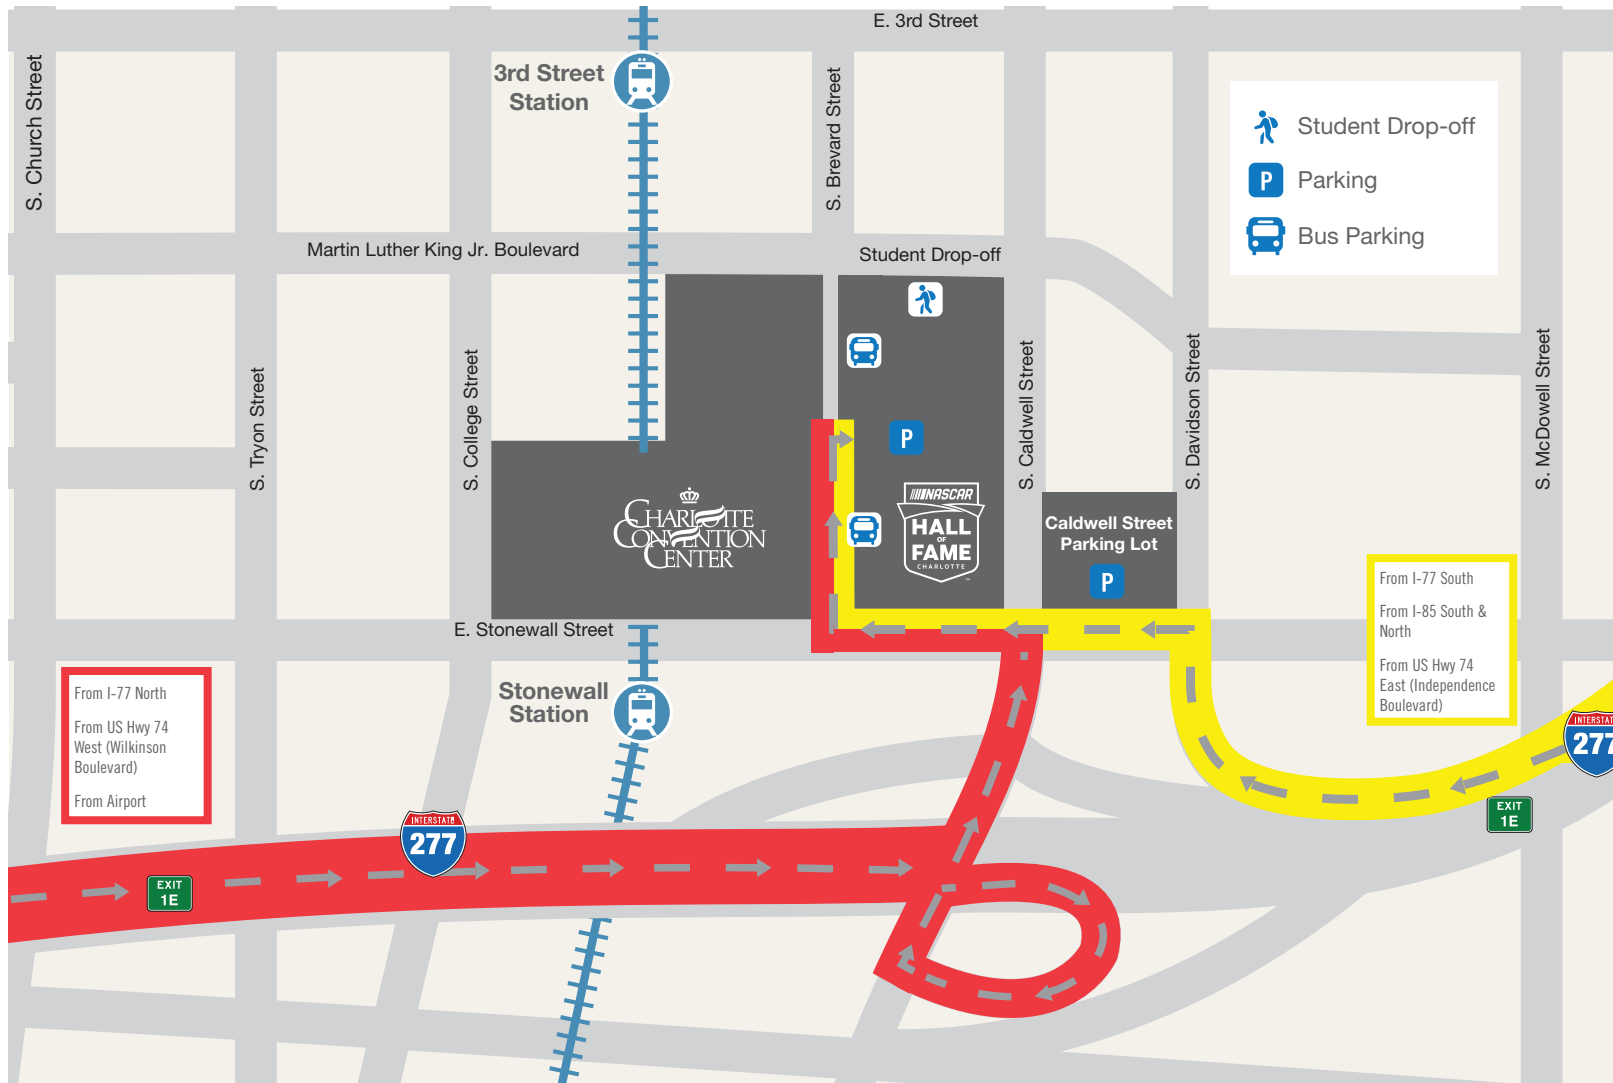 E. 3rd Street
3rd Street
Station
S. Church Street
S. Brevard Street
Student Drop-off
P
Parking
Bus Parking
Martin Luther King Jr. Boulevard
Student Drop-off
S. Tryon Street
S. College Street
S. Caldwell Street
S. Davidson Street
S. McDowell Street
P
CHARLOTTE
CONVENTION
CENTER
NASCAR
HALL
OF
FAME
CHARLOTTE
™
Caldwell Street
Parking Lot
P
From I-77 South
From I-85 South &
North
From US Hwy 74
East (Independence
Boulevard)
E. Stonewall Street
Stonewall
Station
From I-77 North
From US Hwy 74
West (Wilkinson
Boulevard)
From Airport
INTERSTATE
277
EXIT
1E
INTERSTAT
277
EXIT
1E